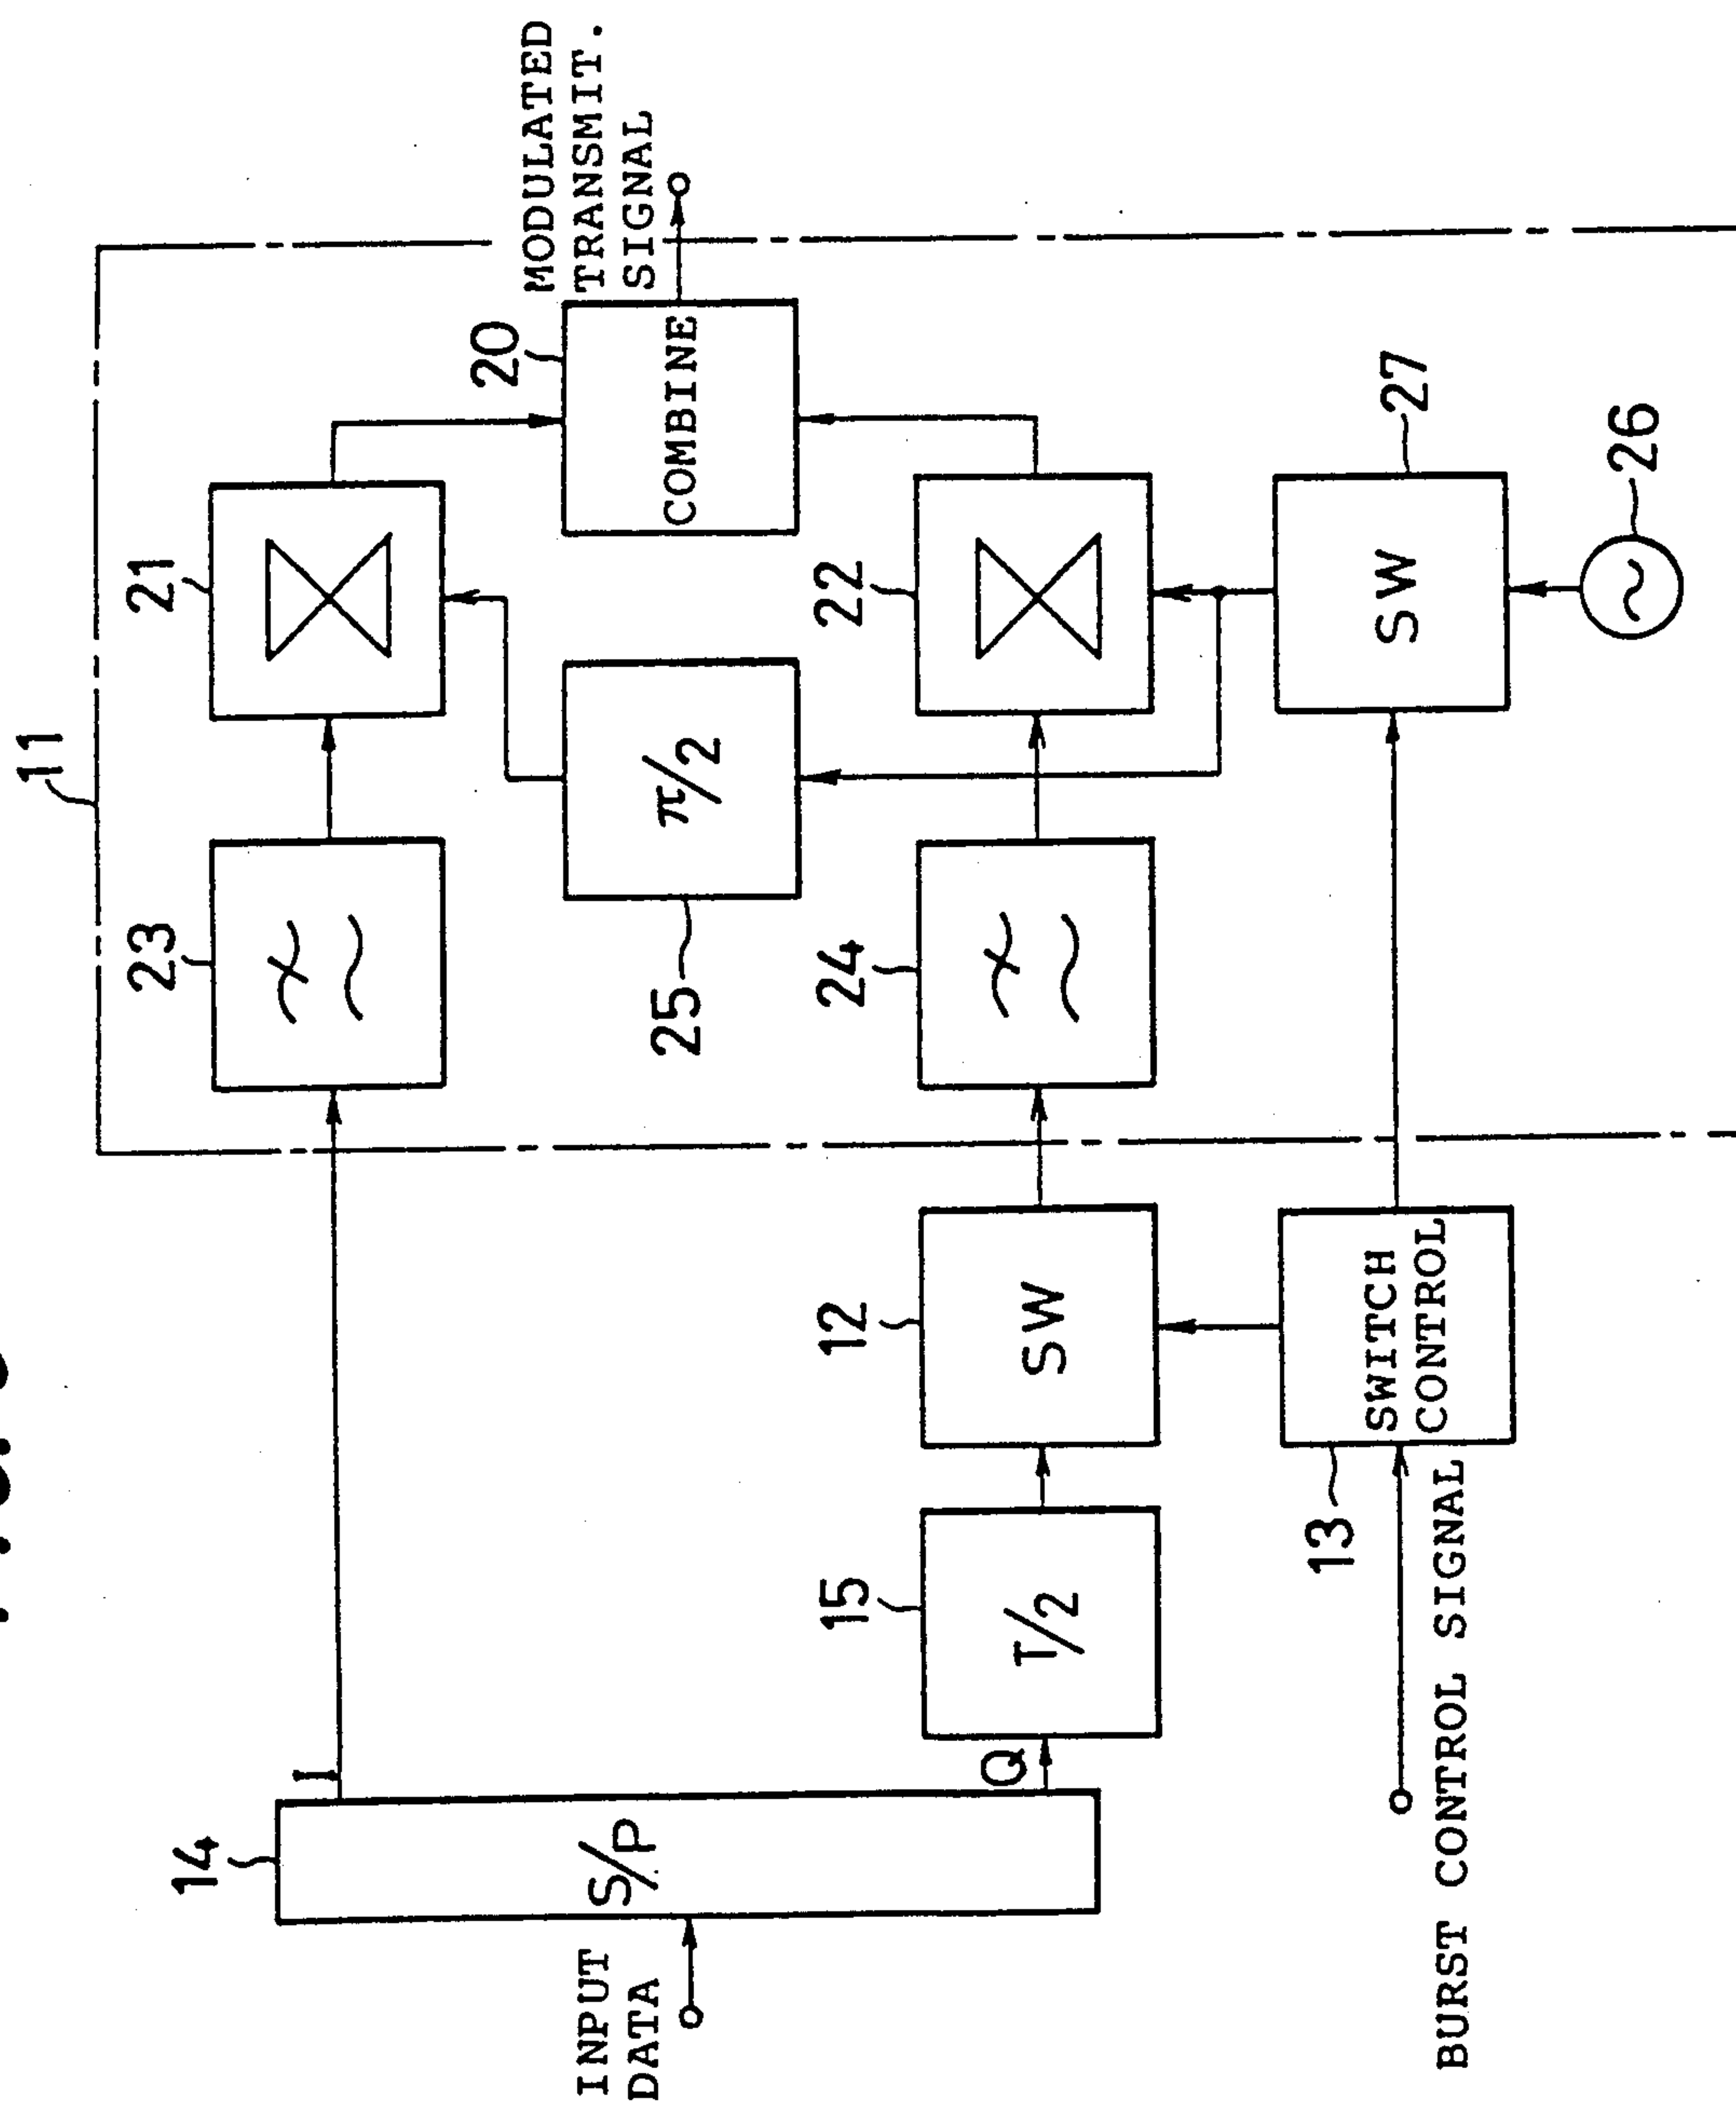 11
23
21
20
MODULATED
TRANSMIT.
SIGNAL
COMBINE
14
I
INPUT
DATA
S/P
25
π/2
Q
15
T/2
12
SW
24
22
13
SWITCH
CONTROL
SW
27
BURST CONTROL SIGNAL
26